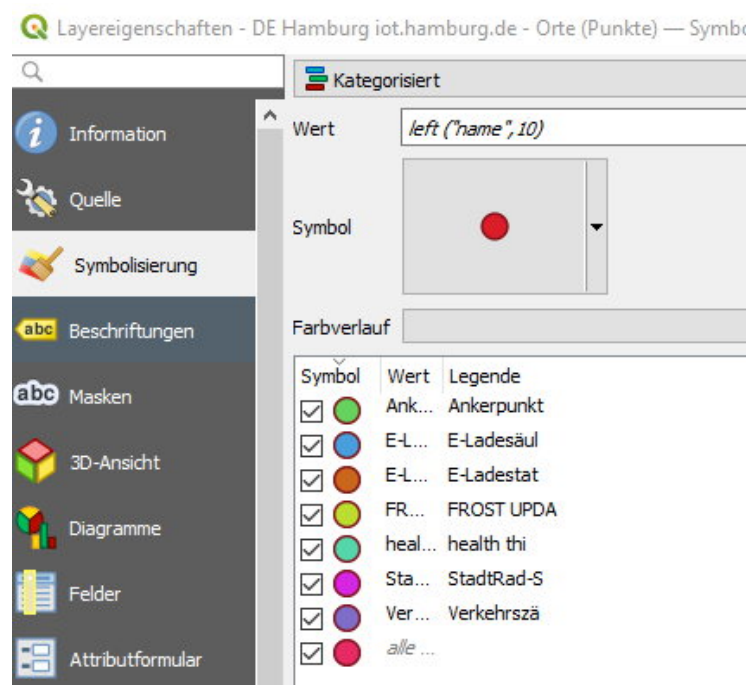 Layereigenschaften - DE Hamburg iot.hamburg.de - Orte (Punkte) — Symbo
Kategorisiert
Information
Wert left ("name", 10)
Quelle
Symbol
Symbolisierung
abc Beschriftungen
Farbverlauf
abc Masken
Symbol Wert Legende
Ank... Ankerpunkt
E-L... E-Ladesäul
3D-Ansicht
E-L... E-Ladestat
FR... FROST UPDA
Diagramme
heal... health thi
Sta... StadtRad-S
Felder
Ver... Verkehrszä
alle ...
Attributformular